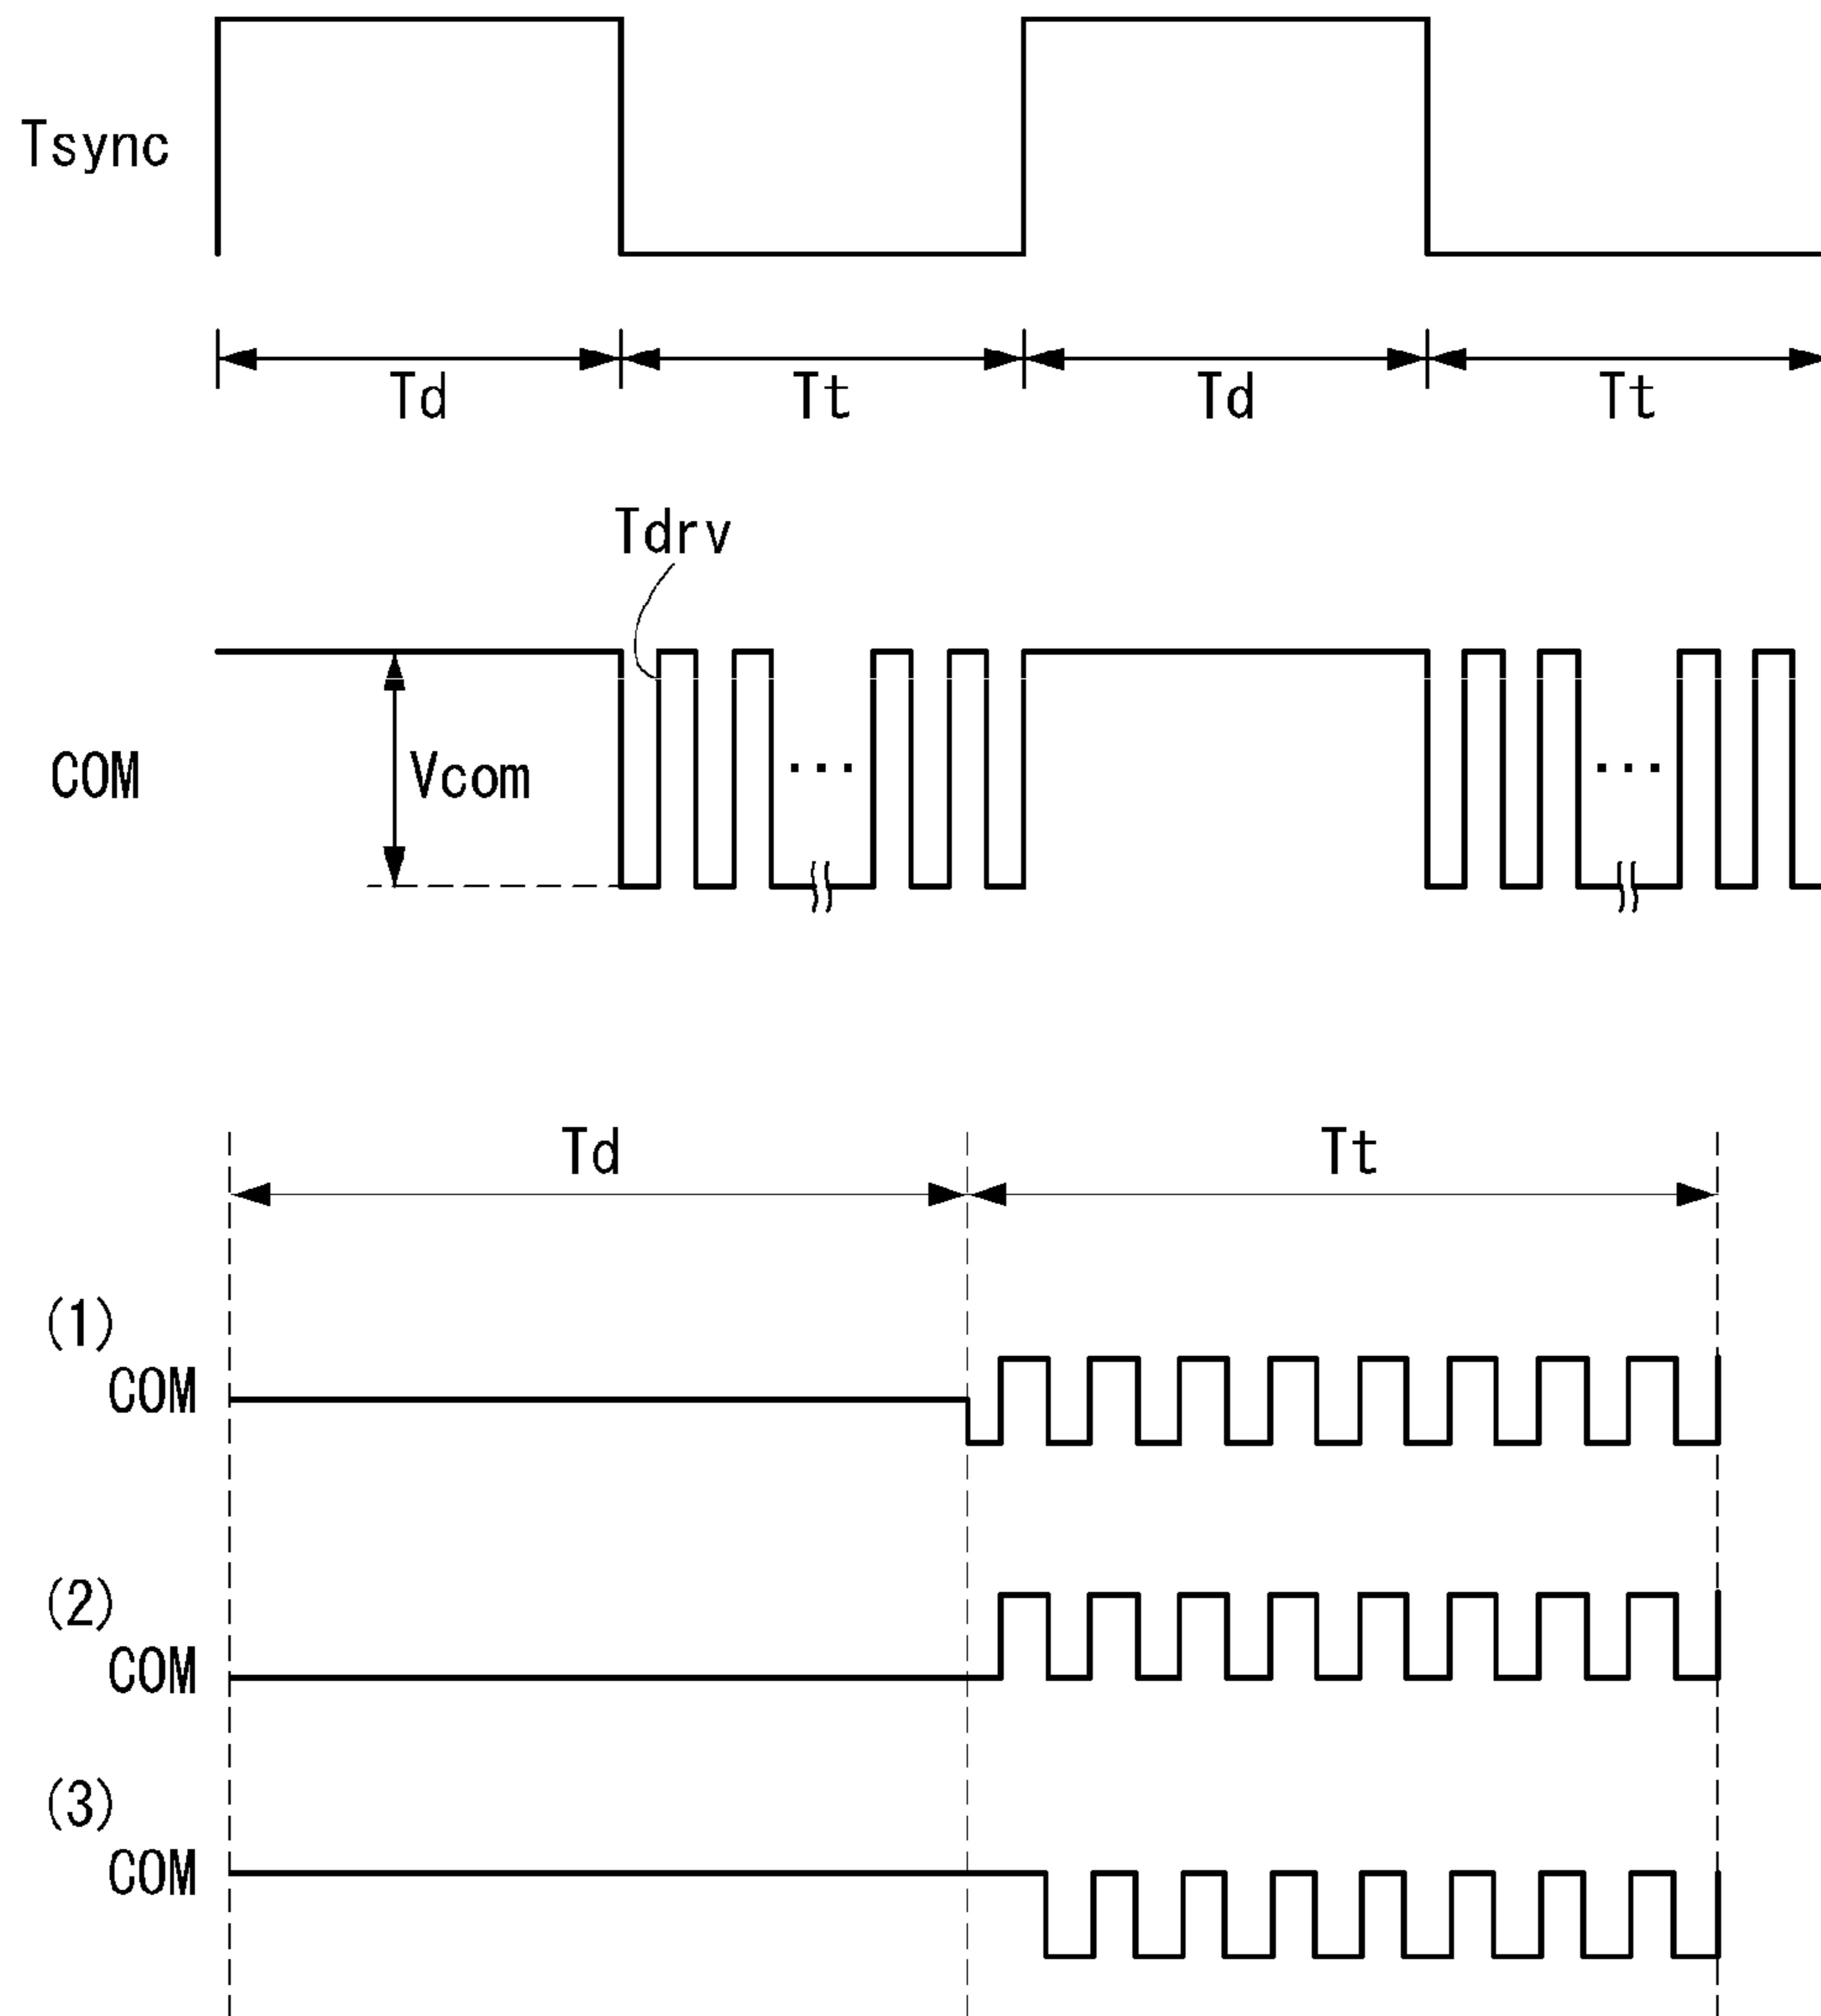 Tsync
Td Tt Td Tt
Tdrv
COM Vcom ... ...
Td Tt
(1)
COM
(2)
COM
(3)
COM